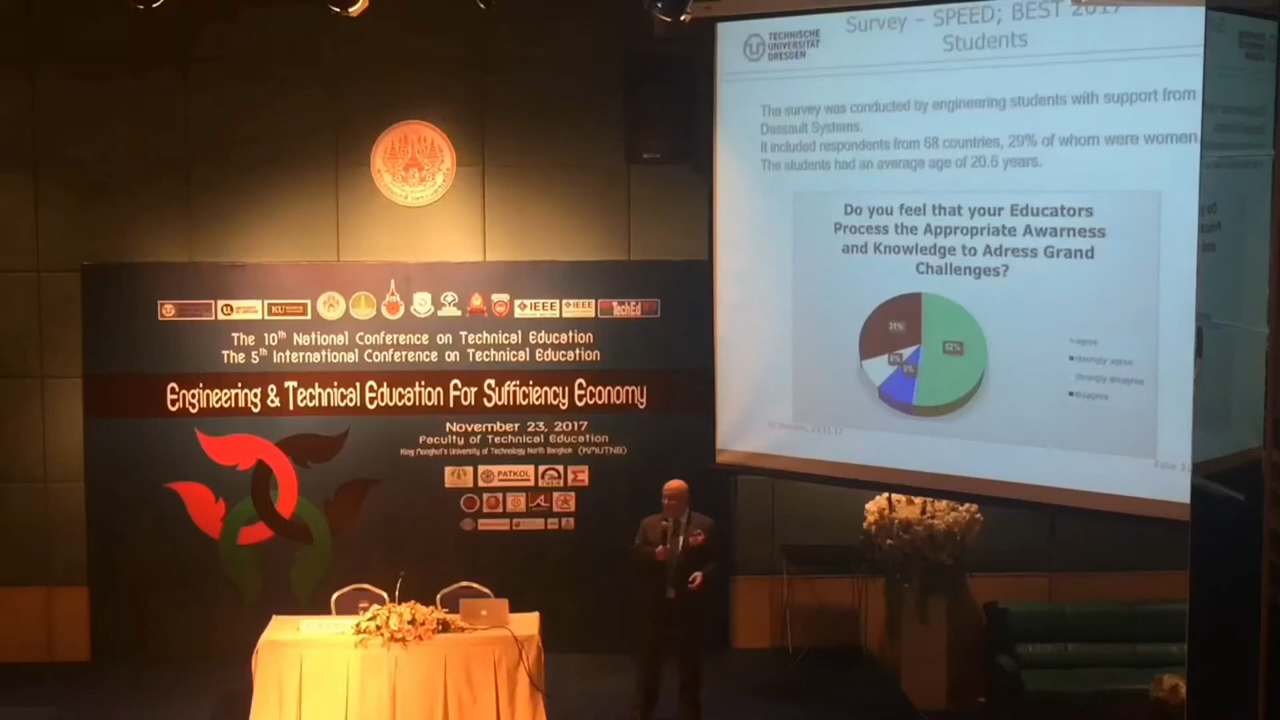 Survey – SPEED; BEST 2017
Students
TECHNISCHE
UNIVERSITÄT
DRESDEN
The survey was conducted by engineering students with support from
Dassault Systems.
It included respondents from 68 countries, 29% of whom were women.
The students had an average age of 20.6 years.
Do you feel that your Educators
Process the Appropriate Awarness
and Knowledge to Adress Grand
Challenges?
31%
52%
agree
strongly agree
strongly disagree
disagree
KU
IEEE
IEEE
TechEd
The 10th National Conference on Technical Education
The 5th International Conference on Technical Education
Engineering & Technical Education For Sufficiency Economy
November 23, 2017
Faculty of Technical Education
King Mongkut's University of Technology North Bangkok (KMUTNB)
PATKOL